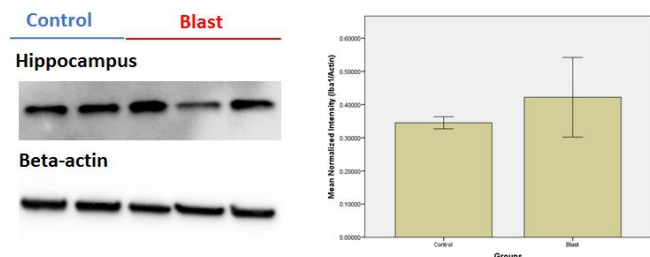 Control Blast
Hippocampus
Beta-actin
Mean Normalized Intensity (Iba1/Actin)
0.60000
0.50000
0.40000
0.30000
0.20000
0.10000
0.00000
Control Blast
Groups